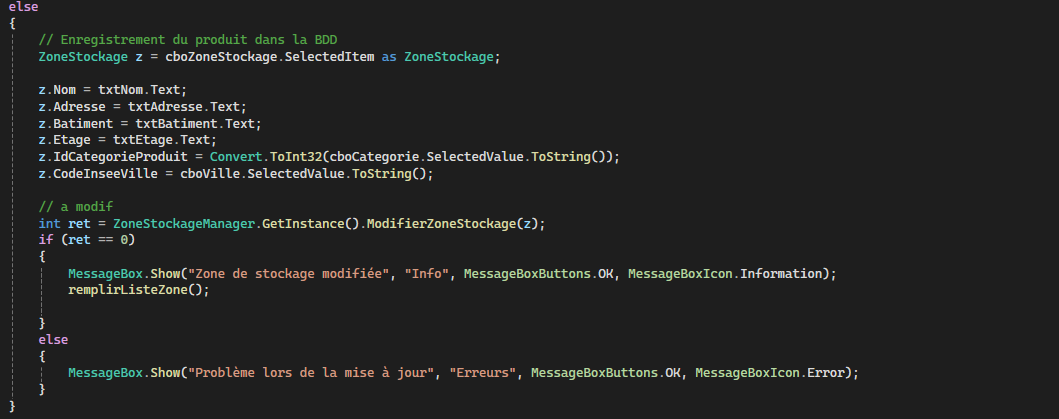 else
{
// Enregistrement du produit dans la BDD
ZoneStockage z = cboZoneStockage.SelectedItem as ZoneStockage;
z.Nom = txtNom.Text;
z.Adresse = txtAdresse.Text;
z.Batiment = txtBatiment.Text;
z.Etage = txtEtage.Text;
z.IdCategorieProduit = Convert.ToInt32(cboCategorie.SelectedValue.ToString());
z.CodeInseeVille = cboVille.SelectedValue.ToString();
// a modif
int ret = ZoneStockageManager.GetInstance().ModifierZoneStockage(z);
if (ret == 0)
{
MessageBox.Show("Zone de stockage modifiée", "Info", MessageBoxButtons.OK, MessageBoxIcon.Information);
remplirListeZone();
}
else
{
MessageBox.Show("Problème lors de la mise à jour", "Erreurs", MessageBoxButtons.OK, MessageBoxIcon.Error);
}
}